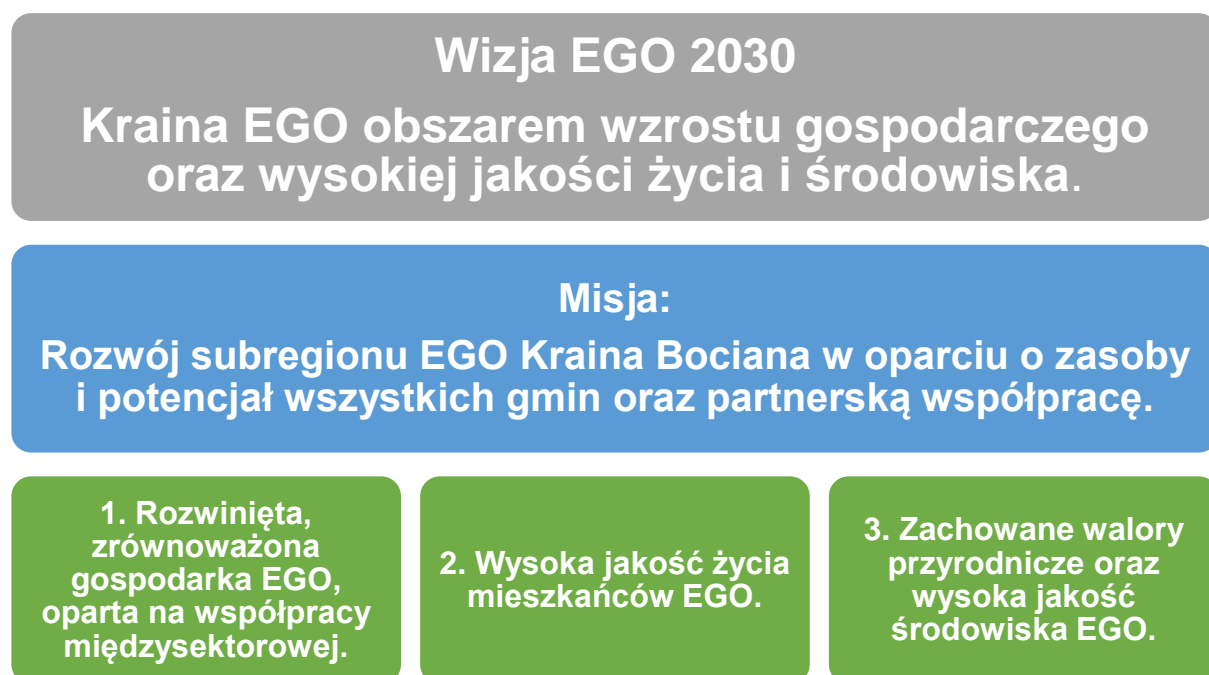 Wizja EGO 2030
Kraina EGO obszarem wzrostu gospodarczego
oraz wysokiej jakości życia i środowiska.
Misja:
Rozwój subregionu EGO Kraina Bociana w oparciu o zasoby
i potencjał wszystkich gmin oraz partnerską współpracę.
1. Rozwinięta,
zrównoważona
gospodarka EGO,
oparta na współpracy
międzysektorowej.
2. Wysoka jakość życia
mieszkańców EGO.
3. Zachowane walory
przyrodnicze oraz
wysoka jakość
środowiska EGO.